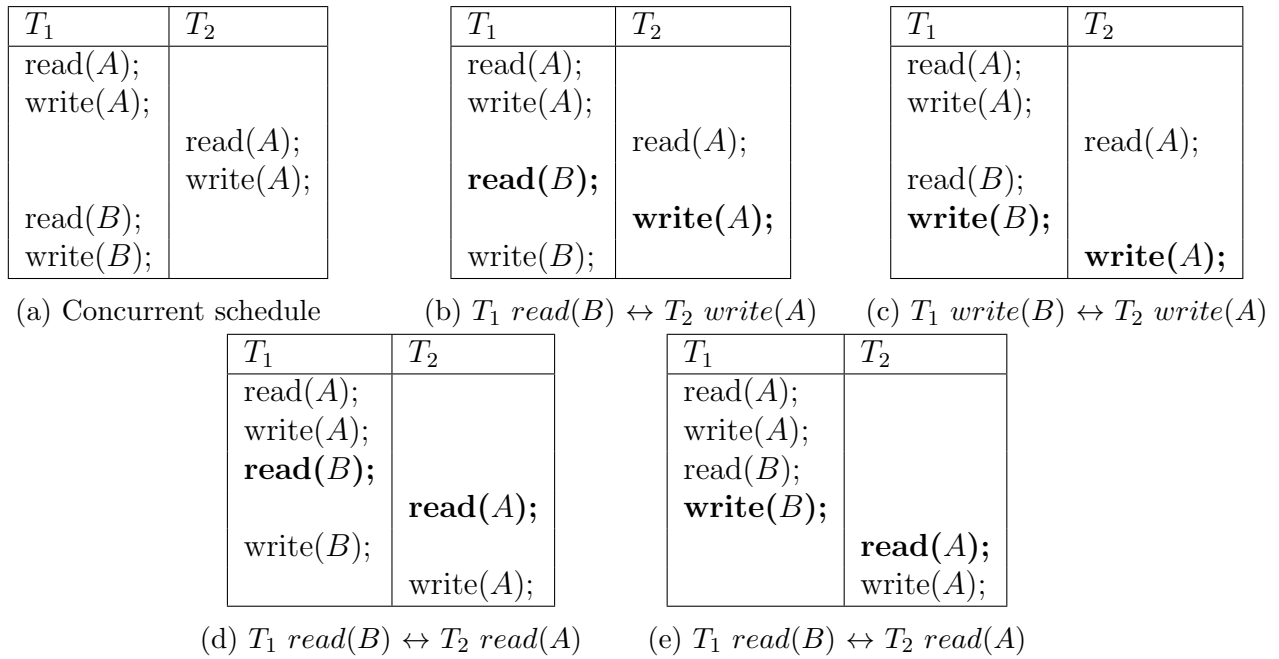 T₁ T₂ T₁ T₂ T₁ T₂
read(A); read(A); read(A);
write(A); write(A); write(A);
read(A); read(A); read(A);
write(A); read(B); read(B);
read(B); write(A); write(B);
write(B); write(B); write(A);
(a) Concurrent schedule (b) T₁ read(B) ↔ T₂ write(A) (c) T₁ write(B) ↔ T₂ write(A)
T₁ T₂ T₁ T₂
read(A); read(A);
write(A); write(A);
read(B); read(B);
read(A); write(B);
write(B); read(A);
write(A); write(A);
(d) T₁ read(B) ↔ T₂ read(A) (e) T₁ read(B) ↔ T₂ read(A)